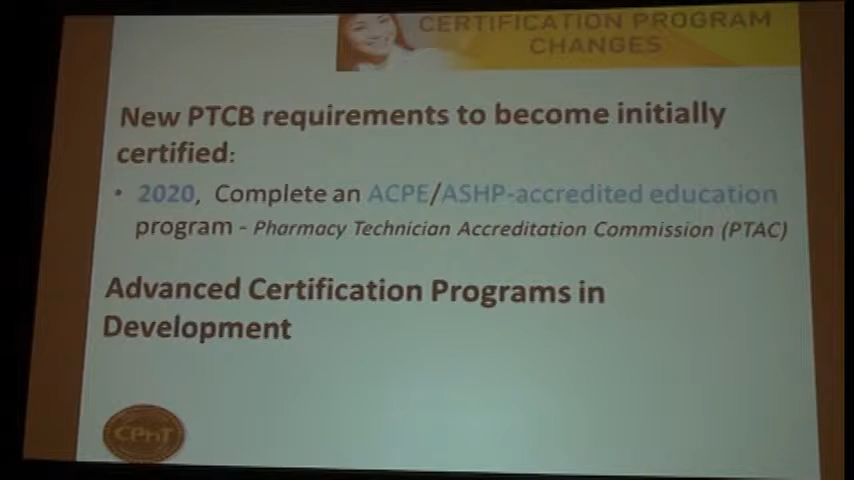 CERTIFICATION PROGRAM
CHANGES
New PTCB requirements to become initially
certified:
• 2020, Complete an ACPE/ASHP-accredited education
program - Pharmacy Technician Accreditation Commission (PTAC)
Advanced Certification Programs in
Development
CPhT